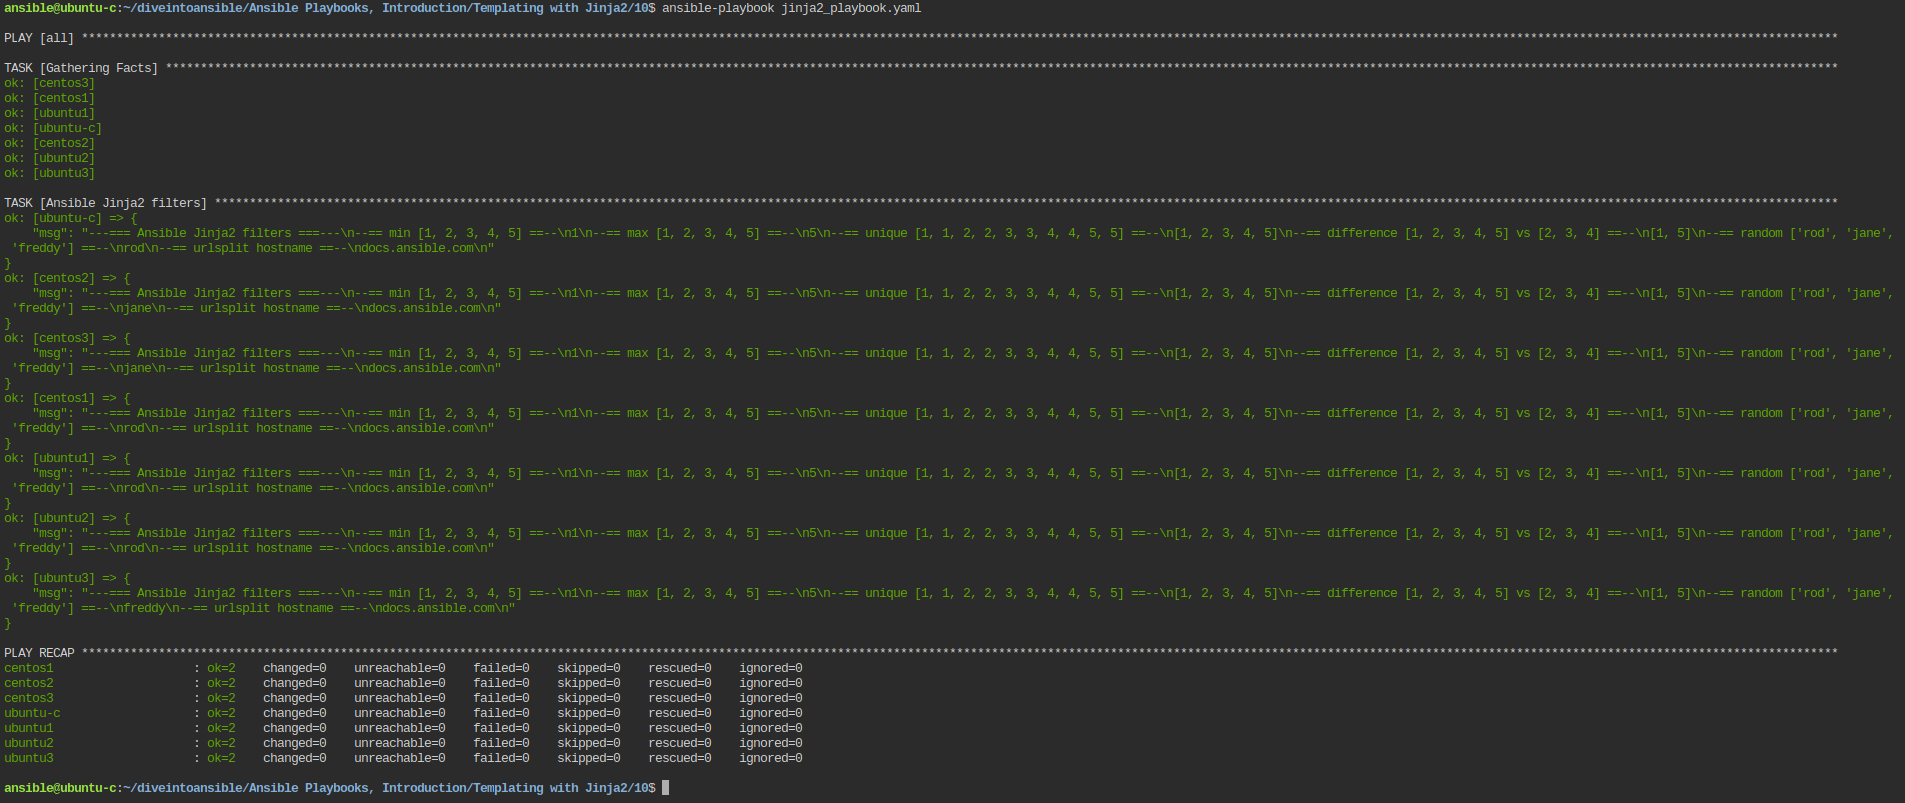 ansible@ubuntu-c:~/diveintoansible/Ansible Playbooks, Introduction/Templating with Jinja2/10$ ansible-playbook jinja2_playbook.yaml
PLAY [all] ***********************************************************************************************************************************************************************************************************************************************************
TASK [Gathering Facts] ***********************************************************************************************************************************************************************************************************************************************
ok: [centos3]
ok: [centos1]
ok: [ubuntu1]
ok: [ubuntu-c]
ok: [centos2]
ok: [ubuntu2]
ok: [ubuntu3]
TASK [Ansible Jinja2 filters] ****************************************************************************************************************************************************************************************************************************************
ok: [ubuntu-c] => {
    "msg": "---=== Ansible Jinja2 filters ===---\n--== min [1, 2, 3, 4, 5] ==--\n1\n--== max [1, 2, 3, 4, 5] ==--\n5\n--== unique [1, 1, 2, 2, 3, 3, 4, 4, 5, 5] ==--\n[1, 2, 3, 4, 5]\n--== difference [1, 2, 3, 4, 5] vs [2, 3, 4] ==--\n[1, 5]\n--== random ['rod', 'jane',
 'freddy'] ==--\nrod\n--== urlsplit hostname ==--\ndocs.ansible.com\n"
}
ok: [centos2] => {
    "msg": "---=== Ansible Jinja2 filters ===---\n--== min [1, 2, 3, 4, 5] ==--\n1\n--== max [1, 2, 3, 4, 5] ==--\n5\n--== unique [1, 1, 2, 2, 3, 3, 4, 4, 5, 5] ==--\n[1, 2, 3, 4, 5]\n--== difference [1, 2, 3, 4, 5] vs [2, 3, 4] ==--\n[1, 5]\n--== random ['rod', 'jane',
 'freddy'] ==--\njane\n--== urlsplit hostname ==--\ndocs.ansible.com\n"
}
ok: [centos3] => {
    "msg": "---=== Ansible Jinja2 filters ===---\n--== min [1, 2, 3, 4, 5] ==--\n1\n--== max [1, 2, 3, 4, 5] ==--\n5\n--== unique [1, 1, 2, 2, 3, 3, 4, 4, 5, 5] ==--\n[1, 2, 3, 4, 5]\n--== difference [1, 2, 3, 4, 5] vs [2, 3, 4] ==--\n[1, 5]\n--== random ['rod', 'jane',
 'freddy'] ==--\njane\n--== urlsplit hostname ==--\ndocs.ansible.com\n"
}
ok: [centos1] => {
    "msg": "---=== Ansible Jinja2 filters ===---\n--== min [1, 2, 3, 4, 5] ==--\n1\n--== max [1, 2, 3, 4, 5] ==--\n5\n--== unique [1, 1, 2, 2, 3, 3, 4, 4, 5, 5] ==--\n[1, 2, 3, 4, 5]\n--== difference [1, 2, 3, 4, 5] vs [2, 3, 4] ==--\n[1, 5]\n--== random ['rod', 'jane',
 'freddy'] ==--\nrod\n--== urlsplit hostname ==--\ndocs.ansible.com\n"
}
ok: [ubuntu1] => {
    "msg": "---=== Ansible Jinja2 filters ===---\n--== min [1, 2, 3, 4, 5] ==--\n1\n--== max [1, 2, 3, 4, 5] ==--\n5\n--== unique [1, 1, 2, 2, 3, 3, 4, 4, 5, 5] ==--\n[1, 2, 3, 4, 5]\n--== difference [1, 2, 3, 4, 5] vs [2, 3, 4] ==--\n[1, 5]\n--== random ['rod', 'jane',
 'freddy'] ==--\nrod\n--== urlsplit hostname ==--\ndocs.ansible.com\n"
}
ok: [ubuntu2] => {
    "msg": "---=== Ansible Jinja2 filters ===---\n--== min [1, 2, 3, 4, 5] ==--\n1\n--== max [1, 2, 3, 4, 5] ==--\n5\n--== unique [1, 1, 2, 2, 3, 3, 4, 4, 5, 5] ==--\n[1, 2, 3, 4, 5]\n--== difference [1, 2, 3, 4, 5] vs [2, 3, 4] ==--\n[1, 5]\n--== random ['rod', 'jane',
 'freddy'] ==--\nrod\n--== urlsplit hostname ==--\ndocs.ansible.com\n"
}
ok: [ubuntu3] => {
    "msg": "---=== Ansible Jinja2 filters ===---\n--== min [1, 2, 3, 4, 5] ==--\n1\n--== max [1, 2, 3, 4, 5] ==--\n5\n--== unique [1, 1, 2, 2, 3, 3, 4, 4, 5, 5] ==--\n[1, 2, 3, 4, 5]\n--== difference [1, 2, 3, 4, 5] vs [2, 3, 4] ==--\n[1, 5]\n--== random ['rod', 'jane',
 'freddy'] ==--\nfreddy\n--== urlsplit hostname ==--\ndocs.ansible.com\n"
}
PLAY RECAP ***********************************************************************************************************************************************************************************************************************************************************
centos1                    : ok=2    changed=0    unreachable=0    failed=0    skipped=0    rescued=0    ignored=0
centos2                    : ok=2    changed=0    unreachable=0    failed=0    skipped=0    rescued=0    ignored=0
centos3                    : ok=2    changed=0    unreachable=0    failed=0    skipped=0    rescued=0    ignored=0
ubuntu-c                   : ok=2    changed=0    unreachable=0    failed=0    skipped=0    rescued=0    ignored=0
ubuntu1                    : ok=2    changed=0    unreachable=0    failed=0    skipped=0    rescued=0    ignored=0
ubuntu2                    : ok=2    changed=0    unreachable=0    failed=0    skipped=0    rescued=0    ignored=0
ubuntu3                    : ok=2    changed=0    unreachable=0    failed=0    skipped=0    rescued=0    ignored=0
ansible@ubuntu-c:~/diveintoansible/Ansible Playbooks, Introduction/Templating with Jinja2/10$